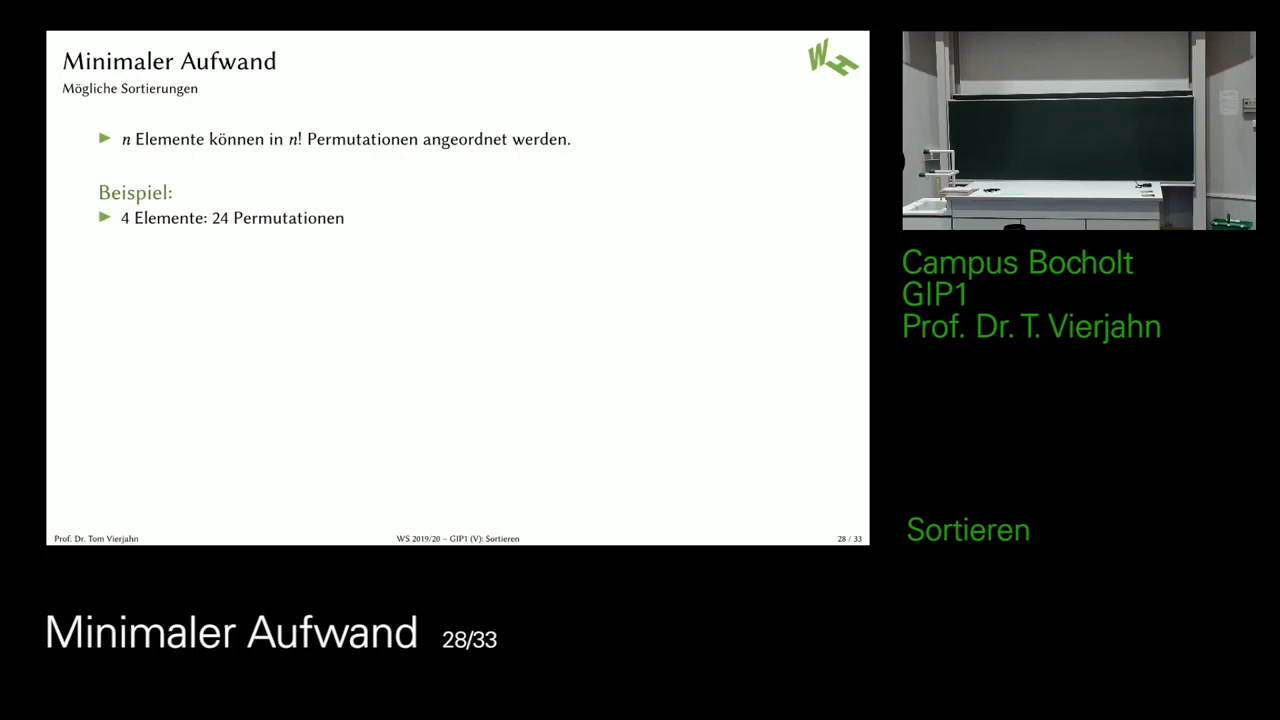 Minimaler Aufwand
WH
Mögliche Sortierungen
n Elemente können in n! Permutationen angeordnet werden.
Beispiel:
4 Elemente: 24 Permutationen
Prof. Dr. Tom Vierjahn
WS 2019/20 – GIP1 (V): Sortieren
28 / 33
Campus Bocholt
GIP1
Prof. Dr. T. Vierjahn
Sortieren
Minimaler Aufwand 28/33